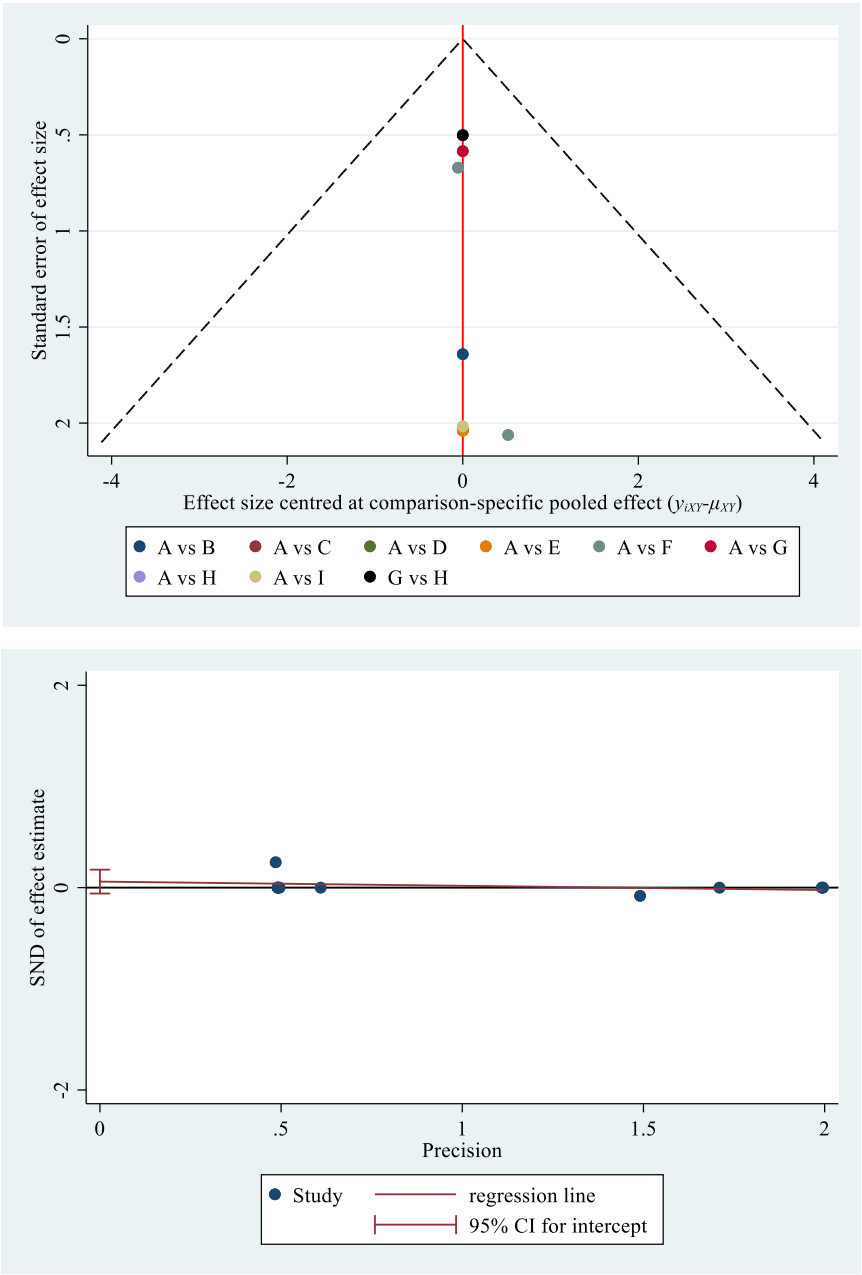 0
.5
1
1.5
2
Standard error of effect size
-4
-2
0
2
4
Effect size centred at comparison-specific pooled effect (yiXY-μXY)
A vs B
A vs C
A vs D
A vs E
A vs F
A vs G
A vs H
A vs I
G vs H
2
0
-2
SND of effect estimate
0
.5
1
1.5
2
Precision
Study
regression line
95% CI for intercept